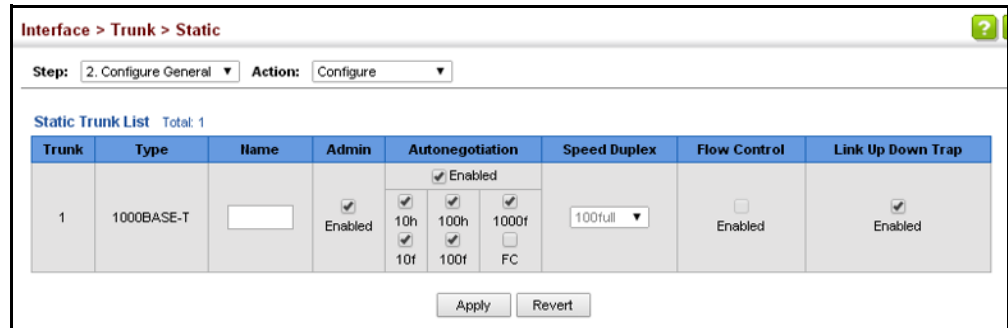 Interface > Trunk > Static
?
Step: 2. Configure General Action: Configure
Static Trunk List Total: 1
Trunk Type Name Admin Autonegotiation Speed Duplex Flow Control Link Up Down Trap
Enabled
1 1000BASE-T Enabled 10h 100h 1000f 100full Enabled Enabled
10f 100f FC
Apply Revert